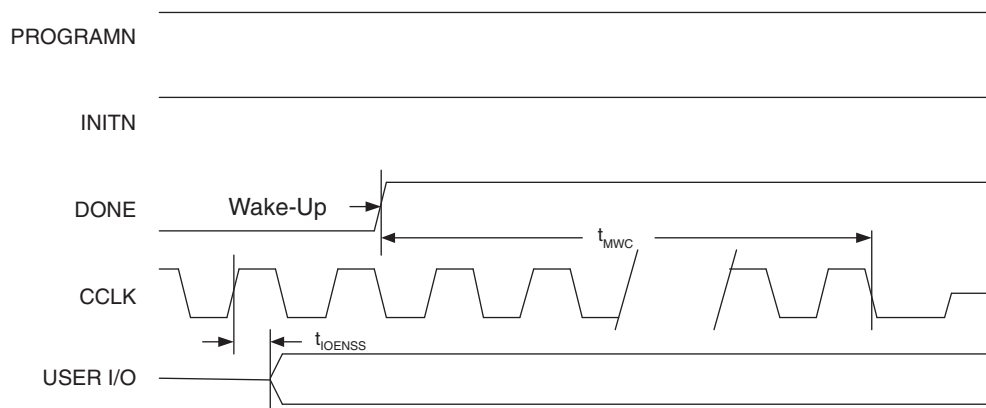 PROGRAMN
INITN
DONE
Wake-Up
tMWC
CCLK
tIOENSS
USER I/O